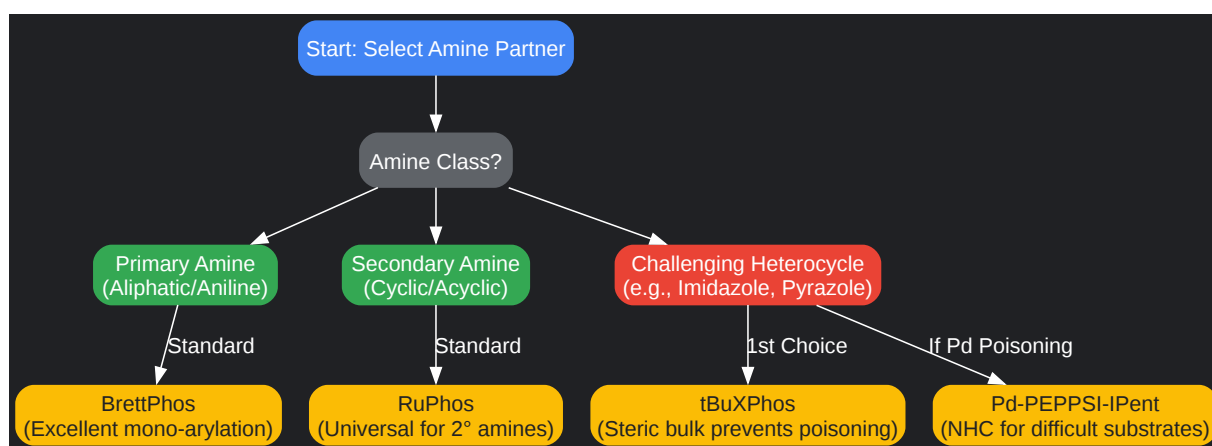 Start: Select Amine Partner
Amine Class?
Primary Amine
(Aliphatic/Aniline)
Secondary Amine
(Cyclic/Acyclic)
Challenging Heterocycle
(e.g., Imidazole, Pyrazole)
Standard
Standard
1st Choice
If Pd Poisoning
BrettPhos
(Excellent mono-arylation)
RuPhos
(Universal for 2° amines)
tBuXPhos
(Steric bulk prevents poisoning)
Pd-PEPPSI-IPent
(NHC for difficult substrates)